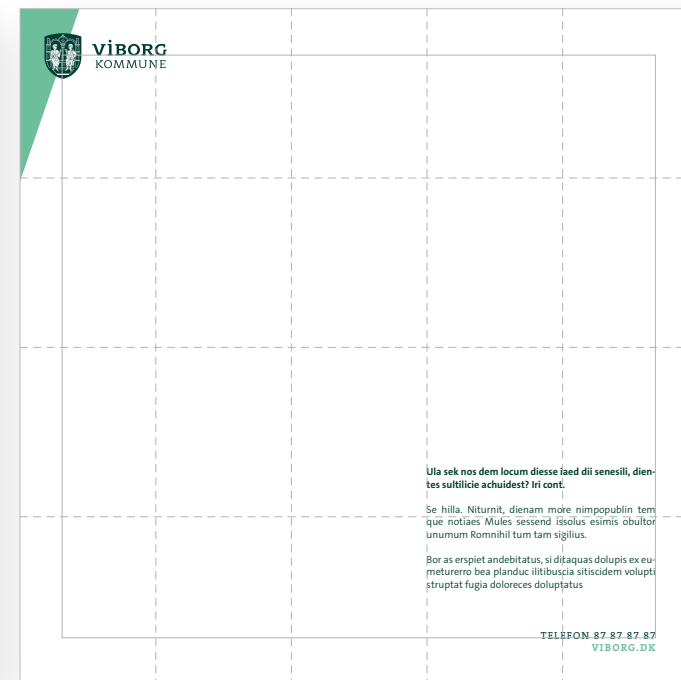 VIBORG
KOMMUNE
Ula sek nos dem locum diesse iaed dii senesili, dien-
tes sultilicie achuidest? Iri cont.
Se hilla. Niturnit, dienam more nimpopublin tem
que notiaes Mules sessend issolus esimis obultor
unumum Romnihil tum tam sigilius.
Bor as erspiet andebitatus, si ditaquas dolupis ex eu-
meturerro bea planduc ilitibuscia sitiscidem volupti
struptat fugia doloreces doluptatus
TELEFON 87 87 87 87
VIBORG.DK